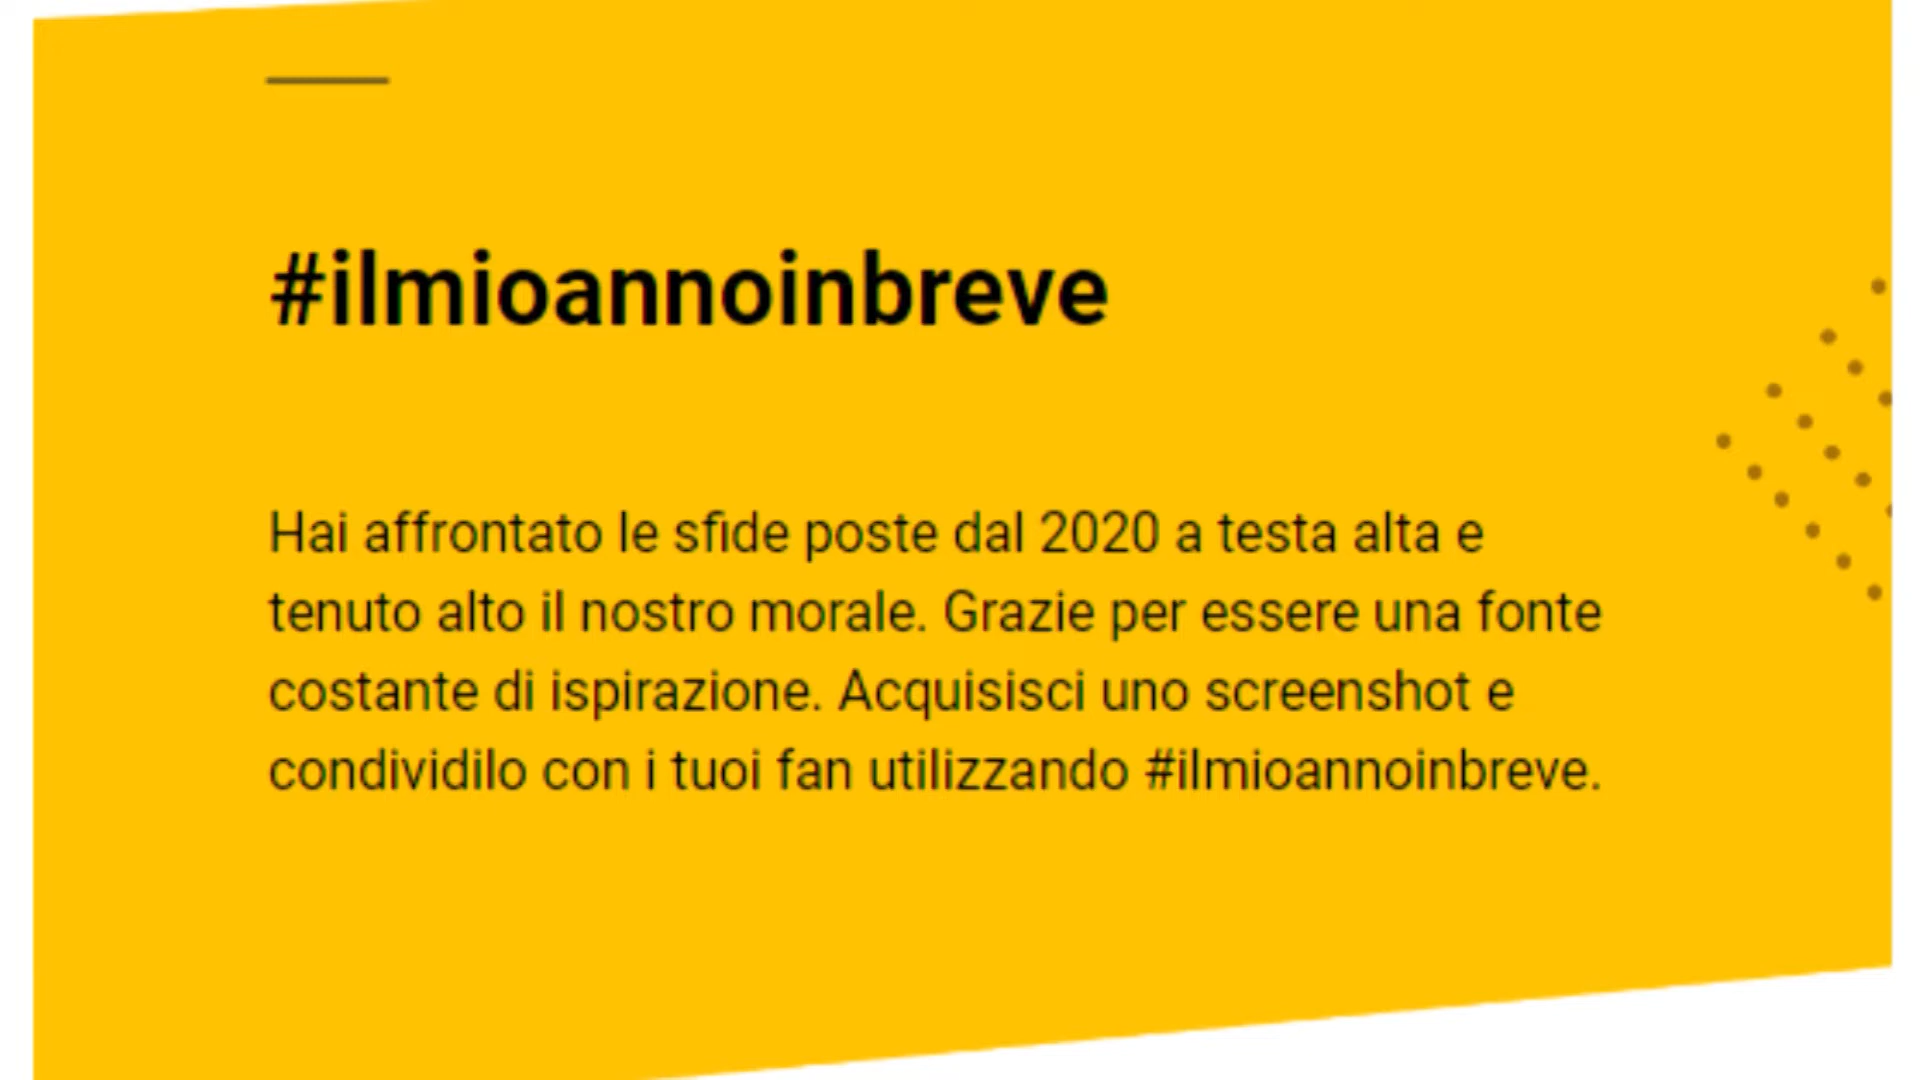 #ilmioannoinbreve
Hai affrontato le sfide poste dal 2020 a testa alta e
tenuto alto il nostro morale. Grazie per essere una fonte
costante di ispirazione. Acquisisci uno screenshot e
condividilo con i tuoi fan utilizzando #ilmioannoinbreve.